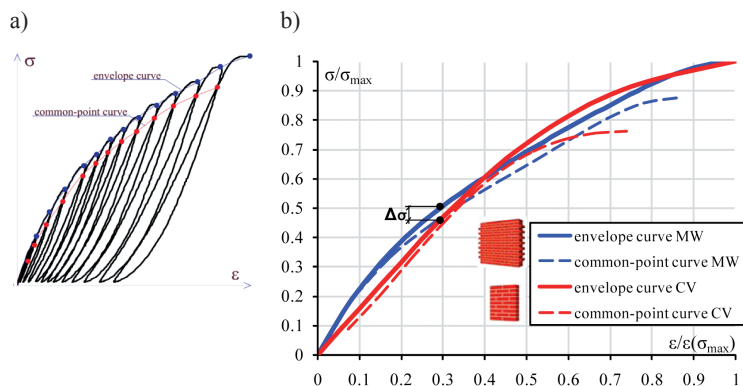 a)
σ
envelope curve
common-point curve
ε
b)
σ/σmax
1
0.9
0.8
0.7
0.6
0.5
0.4
0.3
0.2
0.1
0
Δσ
envelope curve MW
common-point curve MW
envelope curve CV
common-point curve CV
ε/ε(σmax)
0 0.1 0.2 0.3 0.4 0.5 0.6 0.7 0.8 0.9 1